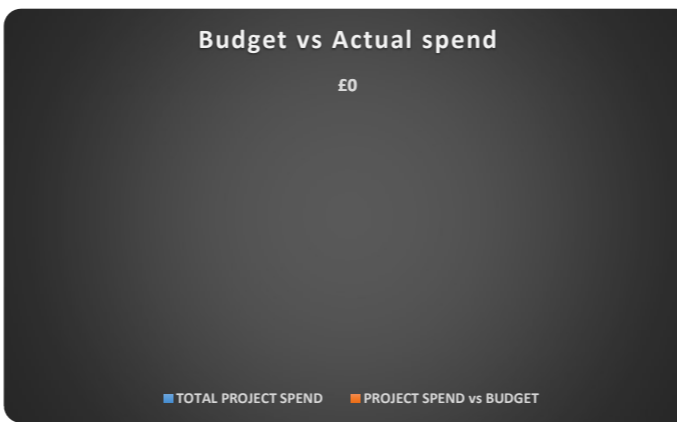 Budget vs Actual spend
£0
TOTAL PROJECT SPEND PROJECT SPEND vs BUDGET